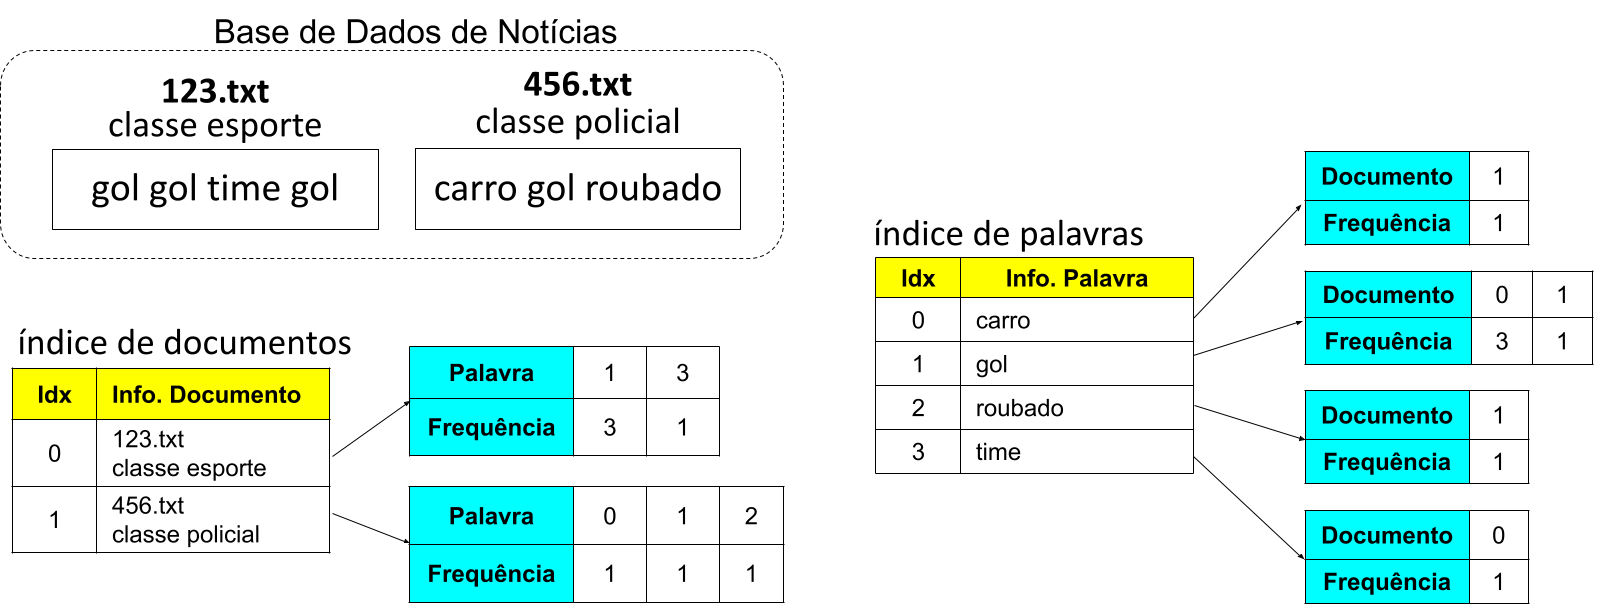 Base de Dados de Notícias
123.txt
classe esporte
gol gol time gol
456.txt
classe policial
carro gol roubado
índice de documentos
Idx Info. Documento
0 123.txt
classe esporte
1 456.txt
classe policial
Palavra 1 3
Frequência 3 1
Palavra 0 1 2
Frequência 1 1 1
índice de palavras
Idx Info. Palavra
0 carro
1 gol
2 roubado
3 time
Documento 1
Frequência 1
Documento 0 1
Frequência 3 1
Documento 1
Frequência 1
Documento 0
Frequência 1